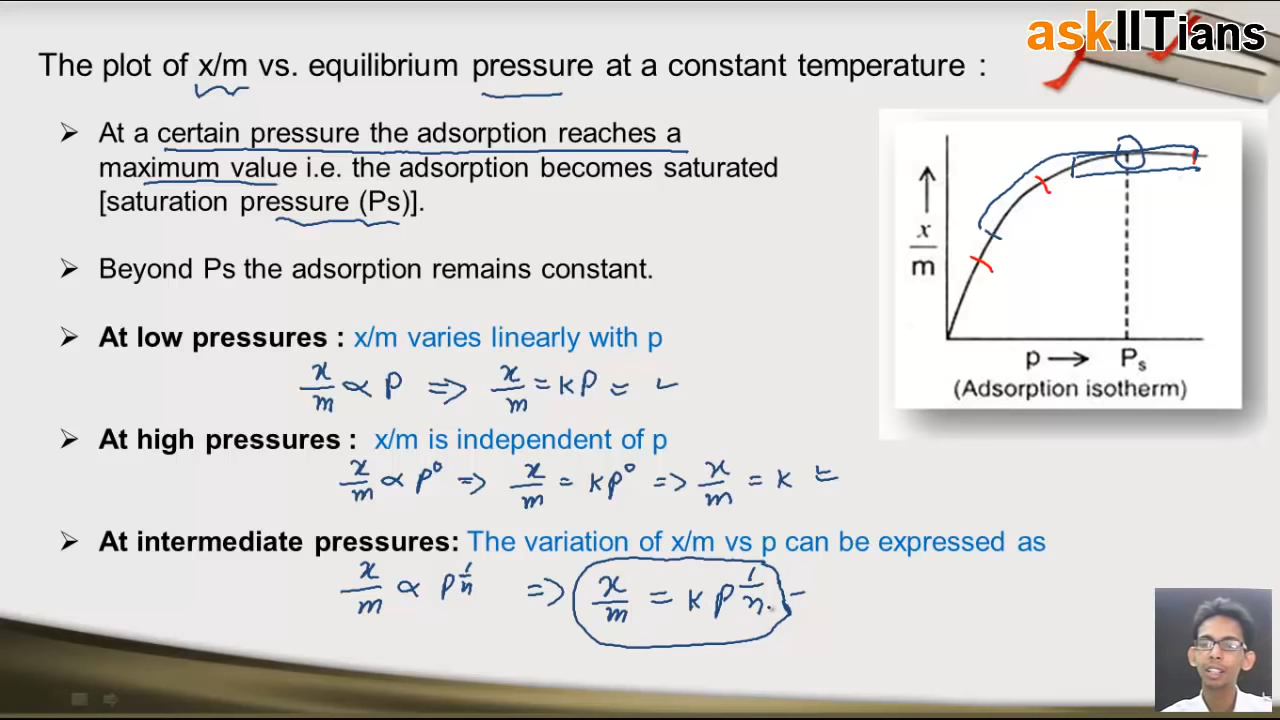 askIITians
The plot of x/m vs. equilibrium pressure at a constant temperature :
➢ At a certain pressure the adsorption reaches a
maximum value i.e. the adsorption becomes saturated
[saturation pressure (Ps)].
➢ Beyond Ps the adsorption remains constant.
➢ At low pressures : x/m varies linearly with p
x/m ∝ P ⇒ x/m = KP
➢ At high pressures : x/m is independent of p
x/m ∝ P⁰ ⇒ x/m = KP⁰ ⇒ x/m = K
➢ At intermediate pressures: The variation of x/m vs p can be expressed as
x/m ∝ P^1/n ⇒ x/m = K P^1/n
x/m
p → Ps
(Adsorption isotherm)